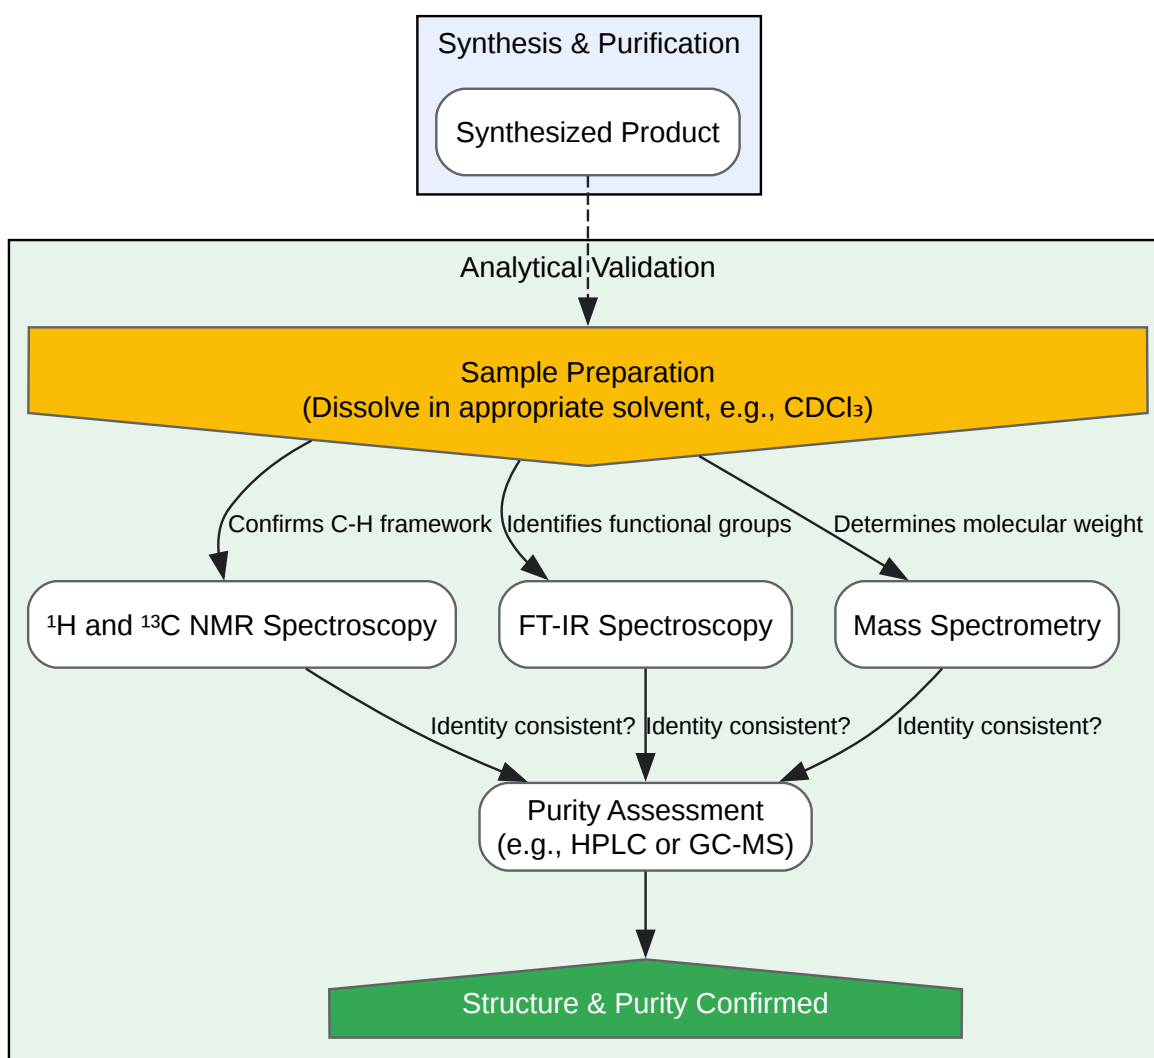 Synthesis & Purification
Synthesized Product
Analytical Validation
Sample Preparation
(Dissolve in appropriate solvent, e.g., CDCl₃)
Confirms C-H framework
Identifies functional groups
Determines molecular weight
¹H and ¹³C NMR Spectroscopy
FT-IR Spectroscopy
Mass Spectrometry
Identity consistent?
Identity consistent?
Identity consistent?
Purity Assessment
(e.g., HPLC or GC-MS)
Structure & Purity Confirmed